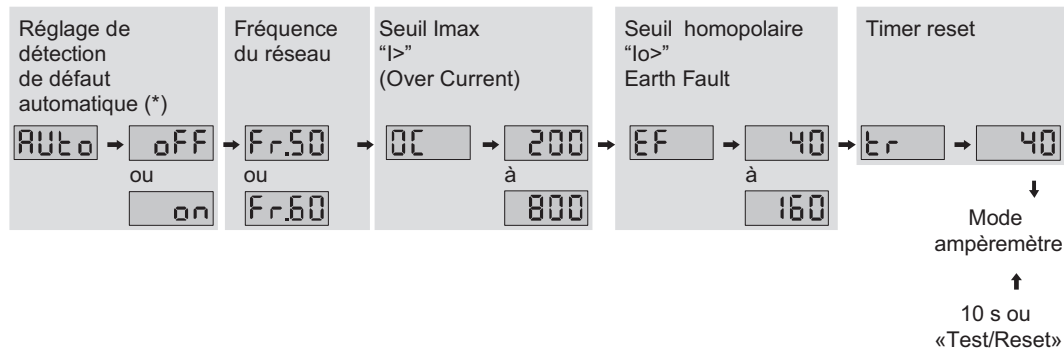 Réglage de
détection
de défaut
automatique (*)
AUto
oFF
ou
on
Fréquence
du réseau
Fr.50
ou
Fr.60
Seuil Imax
“I>”
(Over Current)
OC
200
à
800
Seuil homopolaire
“Io>”
Earth Fault
EF
40
à
160
Timer reset
tr
40
Mode
ampèremètre
10 s ou
«Test/Reset»